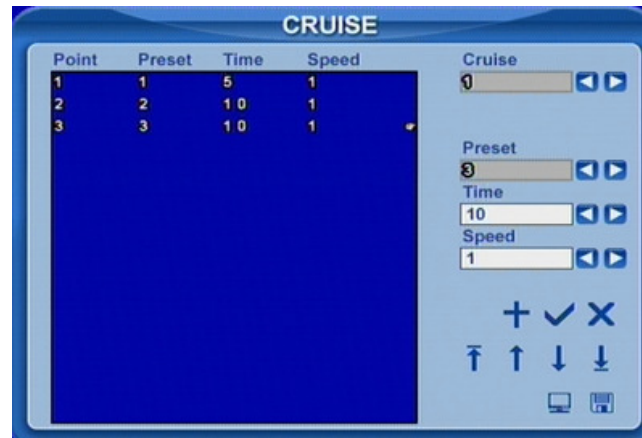 CRUISE
Point Preset Time Speed
1 1 5 1
2 2 10 1
3 3 10 1
Cruise
1
Preset
3
Time
10
Speed
1